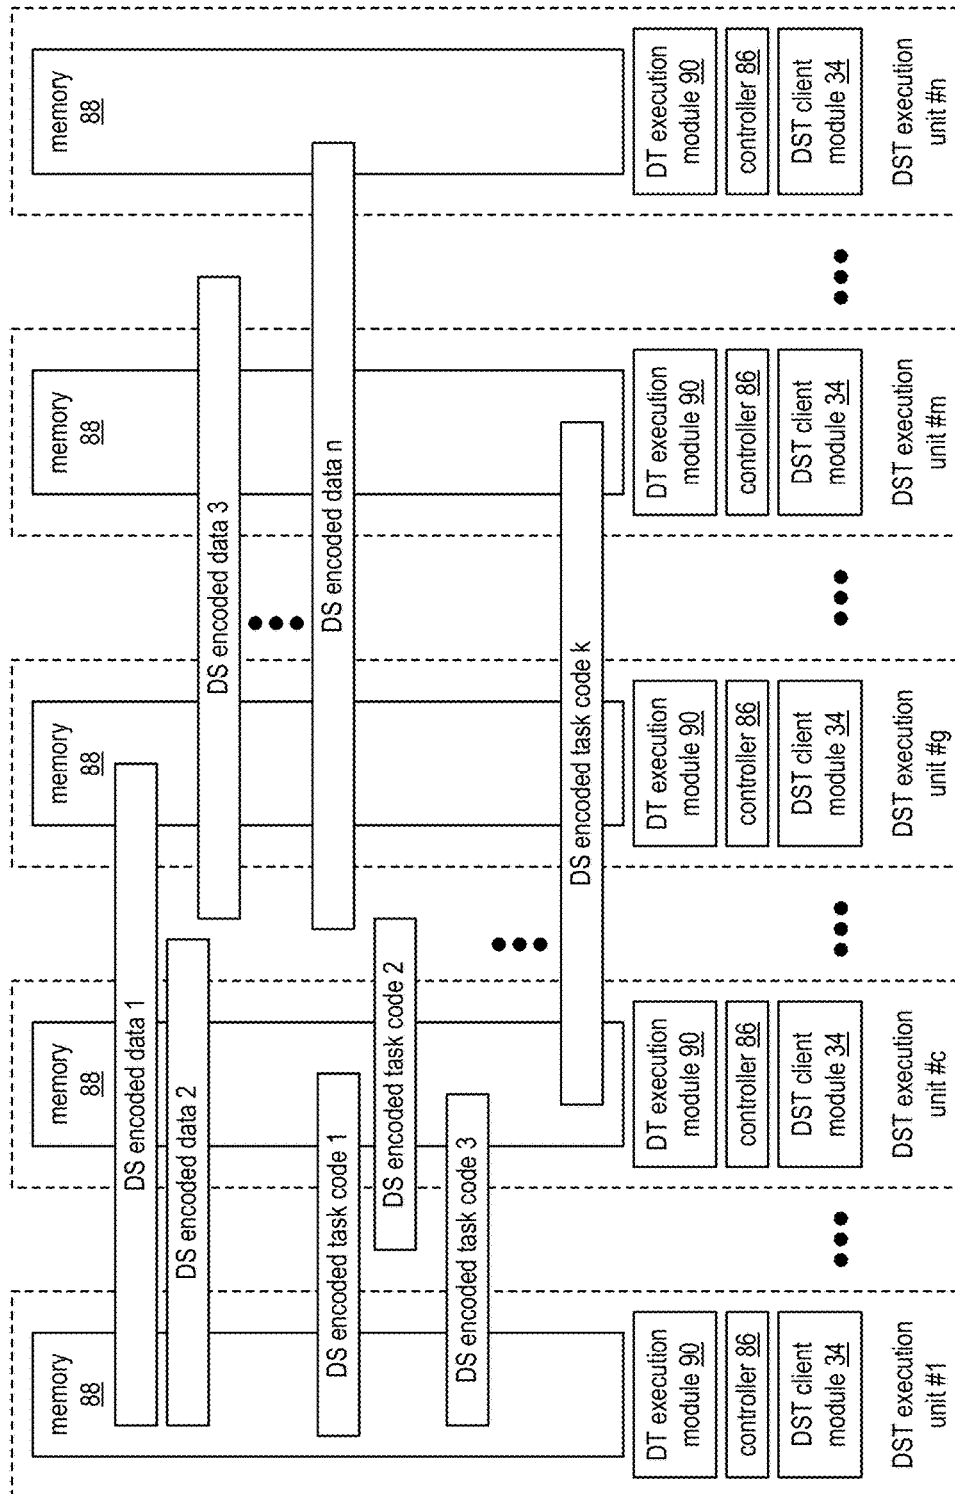 memory
88
memory
88
memory
88
memory
88
memory
88
DS encoded data 1
DS encoded data 2
DS encoded data 3
DS encoded data n
DS encoded task code 1
DS encoded task code 2
DS encoded task code 3
DS encoded task code k
DT execution
module 90
controller 86
DST client
module 34
DST execution
unit #1
DT execution
module 90
controller 86
DST client
module 34
DST execution
unit #c
DT execution
module 90
controller 86
DST client
module 34
DST execution
unit #g
DT execution
module 90
controller 86
DST client
module 34
DST execution
unit #m
DT execution
module 90
controller 86
DST client
module 34
DST execution
unit #n